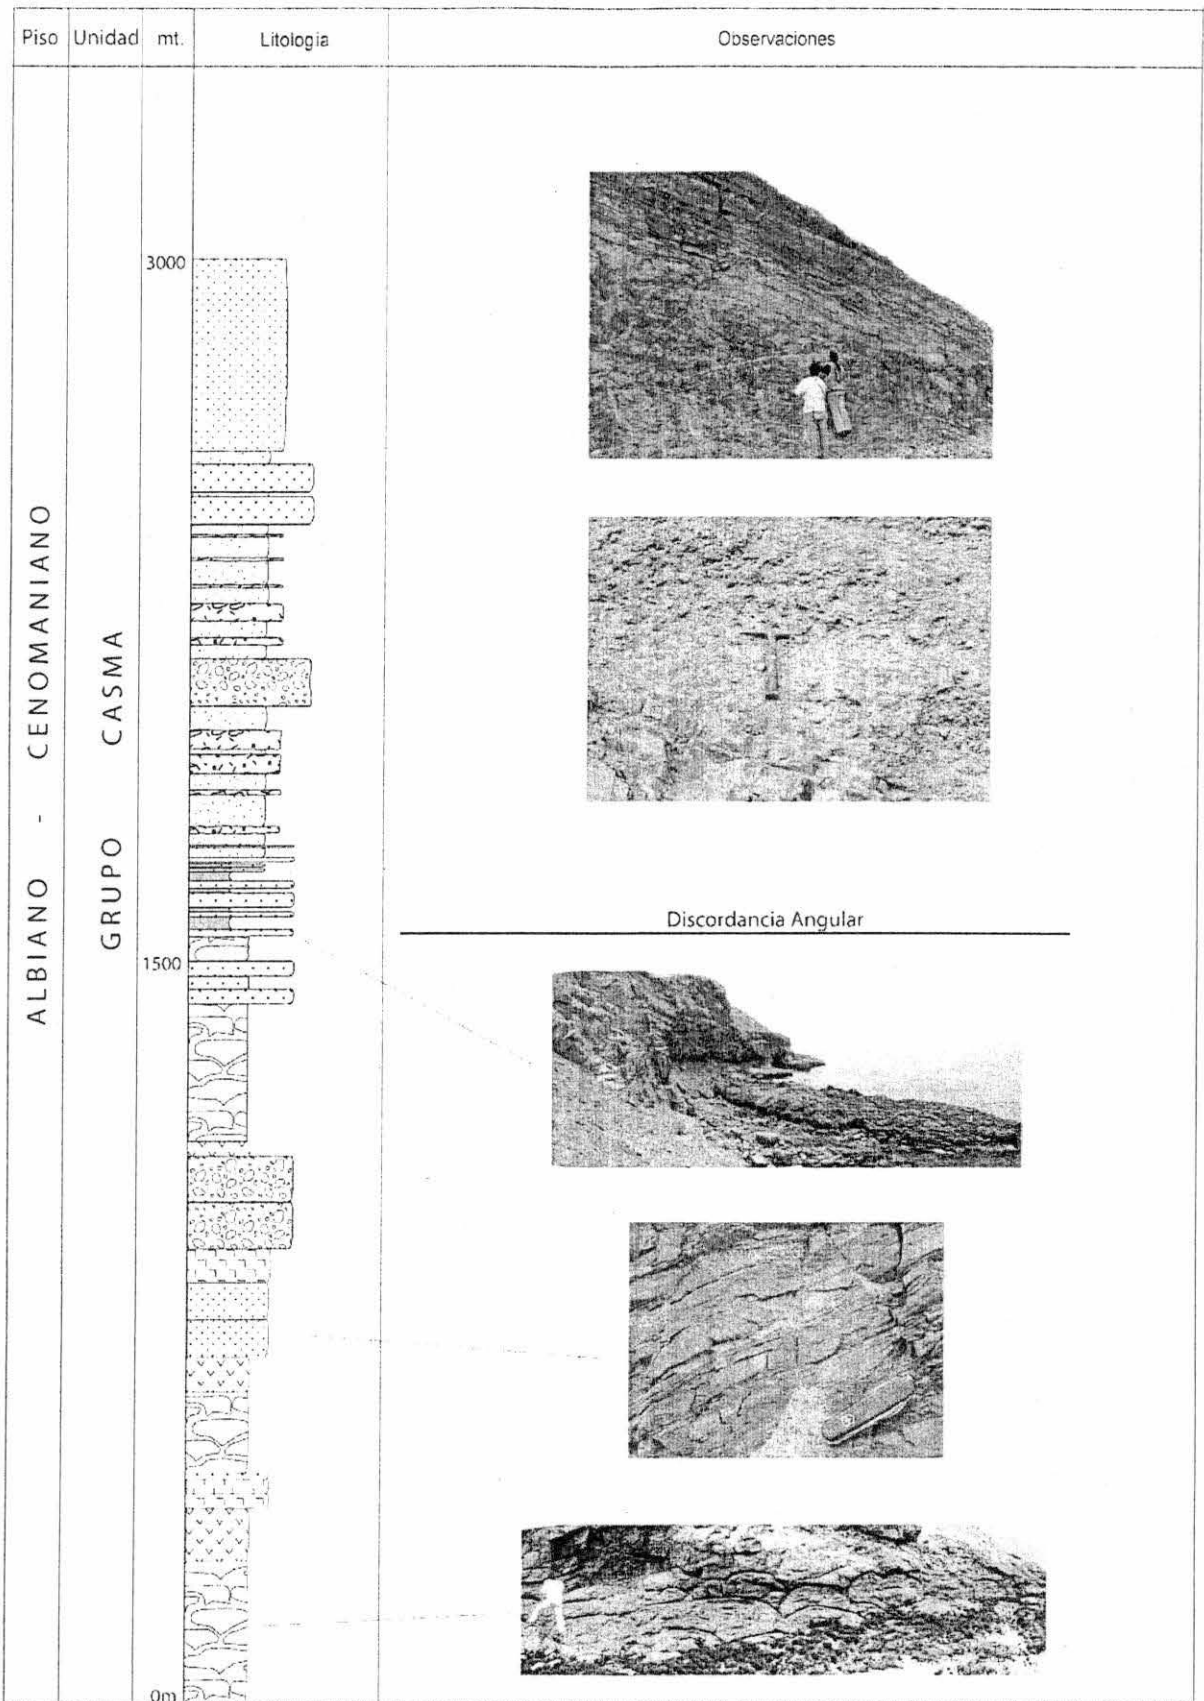 Piso Unidad mt. Litologia Observaciones
3000
ALBIANO - CENOMANIANO
GRUPO CASMA
Discordancia Angular
1500
0m